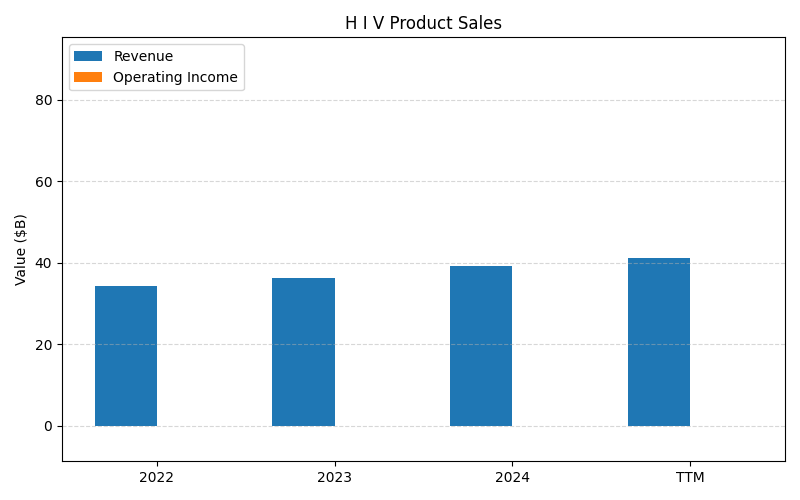 H I V Product Sales
Revenue
Operating Income
Value ($B)
80
60
40
20
0
2022
2023
2024
TTM